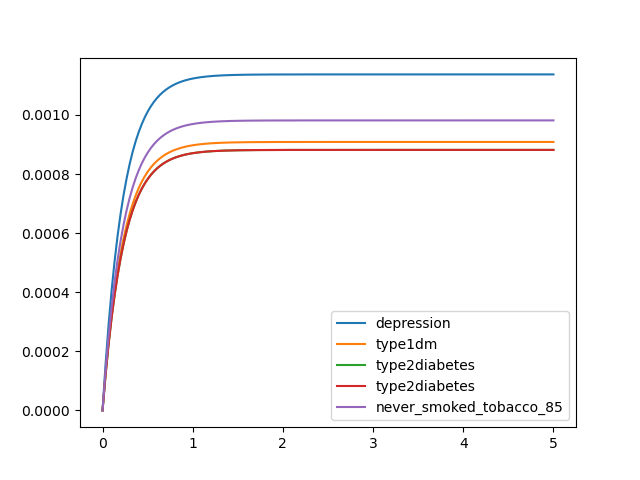 0.0010
0.0008
0.0006
0.0004
0.0002
0.0000
depression
type1dm
type2diabetes
type2diabetes
never_smoked_tobacco_85
0 1 2 3 4 5